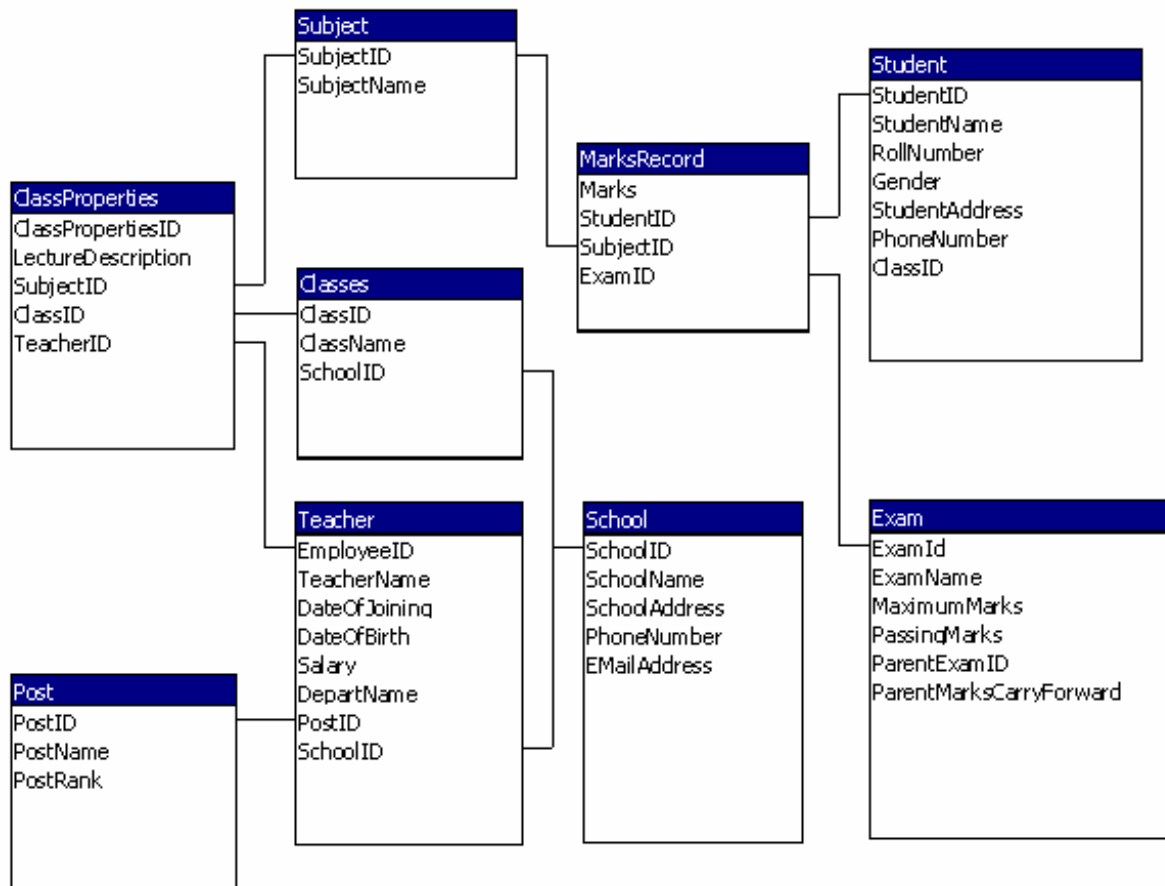 Subject
SubjectID
SubjectName
Student
StudentID
StudentName
RollNumber
Gender
StudentAddress
PhoneNumber
ClassID
MarksRecord
Marks
StudentID
SubjectID
ExamID
ClassProperties
ClassPropertiesID
LectureDescription
SubjectID
ClassID
TeacherID
Classes
ClassID
ClassName
SchoolID
Teacher
EmployeeID
TeacherName
DateOfJoining
DateOfBirth
Salary
DepartName
PostID
SchoolID
School
SchoolID
SchoolName
SchoolAddress
PhoneNumber
EMailAddress
Exam
ExamId
ExamName
MaximumMarks
PassingMarks
ParentExamID
ParentMarksCarryForward
Post
PostID
PostName
PostRank